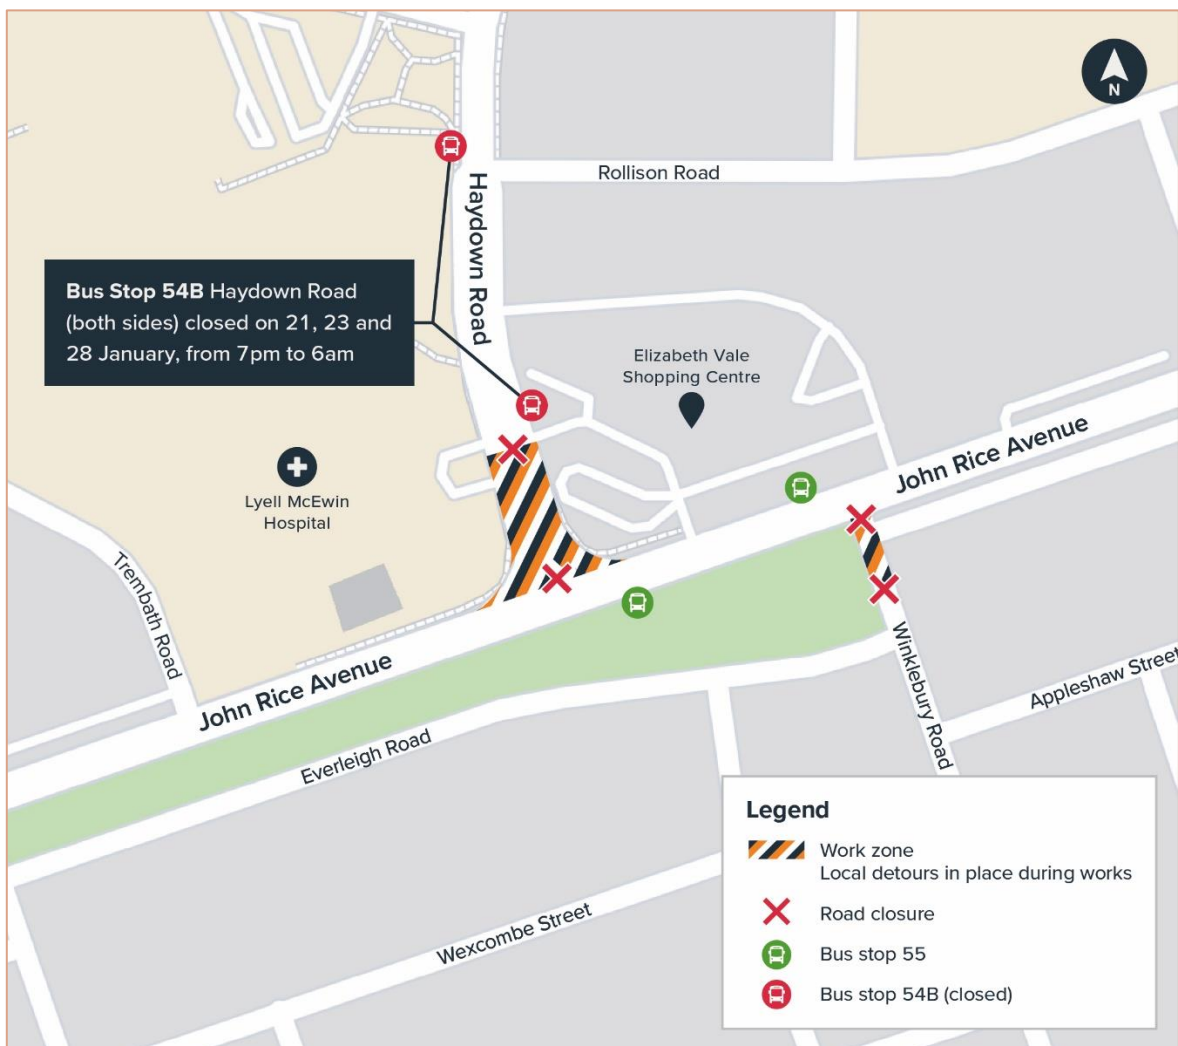 N
Rollison Road
Haydown Road
Bus Stop 54B Haydown Road
(both sides) closed on 21, 23 and
28 January, from 7pm to 6am
Elizabeth Vale
Shopping Centre
John Rice Avenue
Lyell McEwin
Hospital
Trembath Road
John Rice Avenue
Everleigh Road
Winklebury Road
Appleshaw Street
Wexcombe Street
Legend
Work zone
Local detours in place during works
Road closure
Bus stop 55
Bus stop 54B (closed)